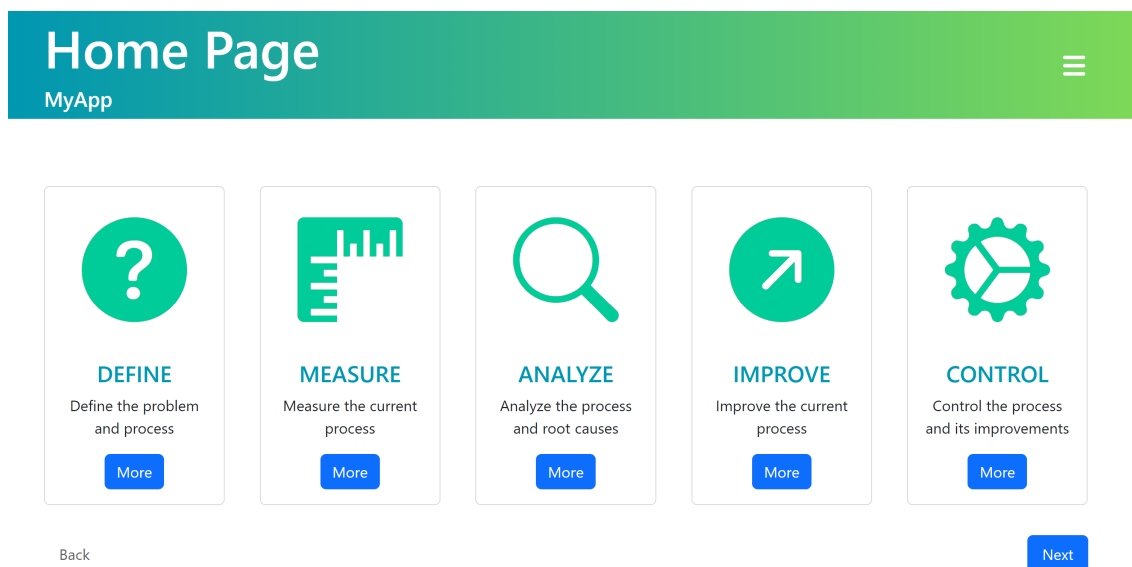 Home Page
MyApp
DEFINE
Define the problem
and process
More
MEASURE
Measure the current
process
More
ANALYZE
Analyze the process
and root causes
More
IMPROVE
Improve the current
process
More
CONTROL
Control the process
and its improvements
More
Back
Next